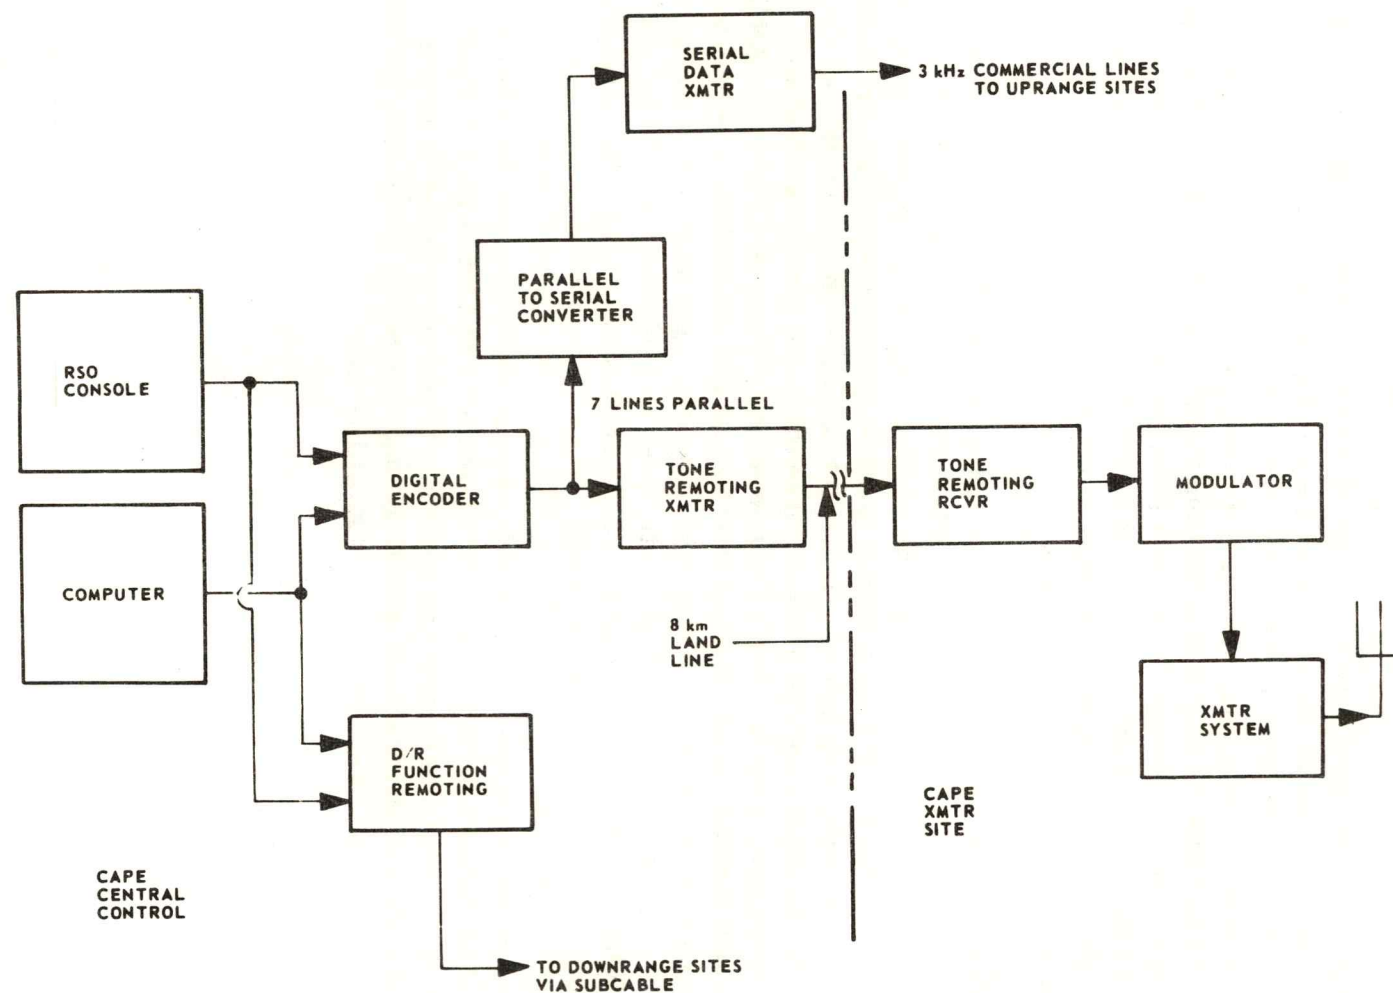 SERIAL
DATA
XMTR
3 kHz COMMERCIAL LINES
TO UPRANGE SITES
PARALLEL
TO SERIAL
CONVERTER
RSO
CONSOLE
7 LINES PARALLEL
DIGITAL
ENCODER
TONE
REMOTING
XMTR
TONE
REMOTING
RCVR
MODULATOR
COMPUTER
8 km
LAND
LINE
XMTR
SYSTEM
D/R
FUNCTION
REMOTING
CAPE
XMTR
SITE
CAPE
CENTRAL
CONTROL
TO DOWNRANGE SITES
VIA SUBCABLE